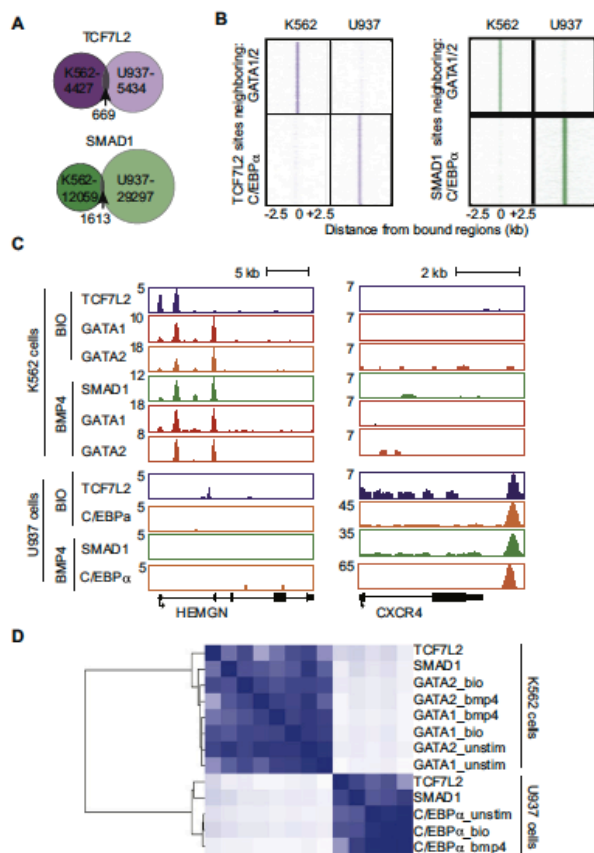 A
TCF7L2
K562-
4427
U937-
5434
669
SMAD1
K562-
12059
U937-
29297
1613
B
K562 U937
TCF7L2 sites neighboring:
GATA1/2
C/EBPα
-2.5 0 +2.5
K562 U937
SMAD1 sites neighboring:
GATA1/2
C/EBPα
-2.5 0 +2.5
Distance from bound regions (kb)
C
5 kb
2 kb
K562 cells
BIO
TCF7L2 5 7
GATA1 10 7
GATA2 18 7
BMP4
SMAD1 12 7
GATA1 18 7
GATA2 8 7
U937 cells
BIO
TCF7L2 5 7
C/EBPa 5 45
BMP4
SMAD1 5 35
C/EBPα 5 65
HEMGN
CXCR4
D
TCF7L2
SMAD1
GATA2_bio
GATA2_bmp4
GATA1_bmp4
GATA1_bio
GATA2_unstim
GATA1_unstim
K562 cells
TCF7L2
SMAD1
C/EBPα_unstim
C/EBPα_bio
C/EBPα_bmp4
U937 cells